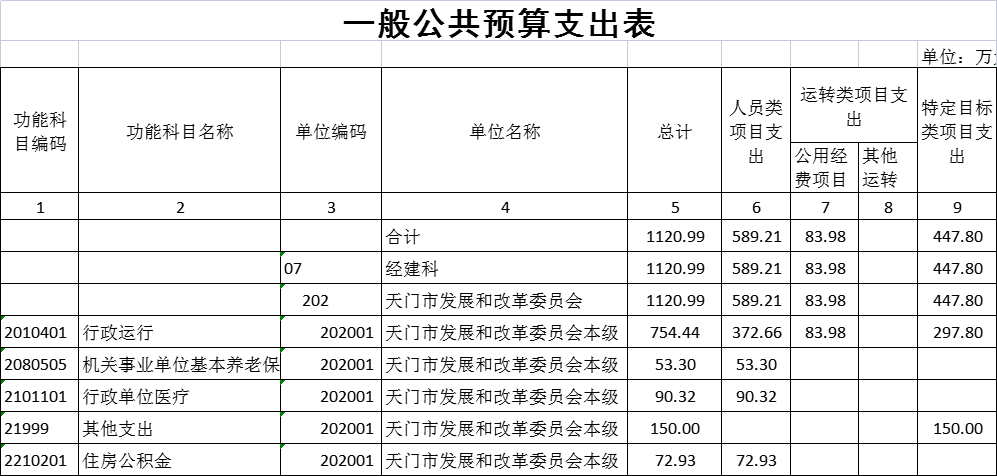 一般公共预算支出表
单位：万
功能科目编码 功能科目名称 单位编码 单位名称 总计 人员类项目支出 运转类项目支出 特定目标类项目支出
公用经费项目 其他运转
1 2 3 4 5 6 7 8 9
合计 1120.99 589.21 83.98 447.80
07 经建科 1120.99 589.21 83.98 447.80
202 天门市发展和改革委员会 1120.99 589.21 83.98 447.80
2010401 行政运行 202001 天门市发展和改革委员会本级 754.44 372.66 83.98 297.80
2080505 机关事业单位基本养老保 202001 天门市发展和改革委员会本级 53.30 53.30
2101101 行政单位医疗 202001 天门市发展和改革委员会本级 90.32 90.32
21999 其他支出 202001 天门市发展和改革委员会本级 150.00 150.00
2210201 住房公积金 202001 天门市发展和改革委员会本级 72.93 72.93